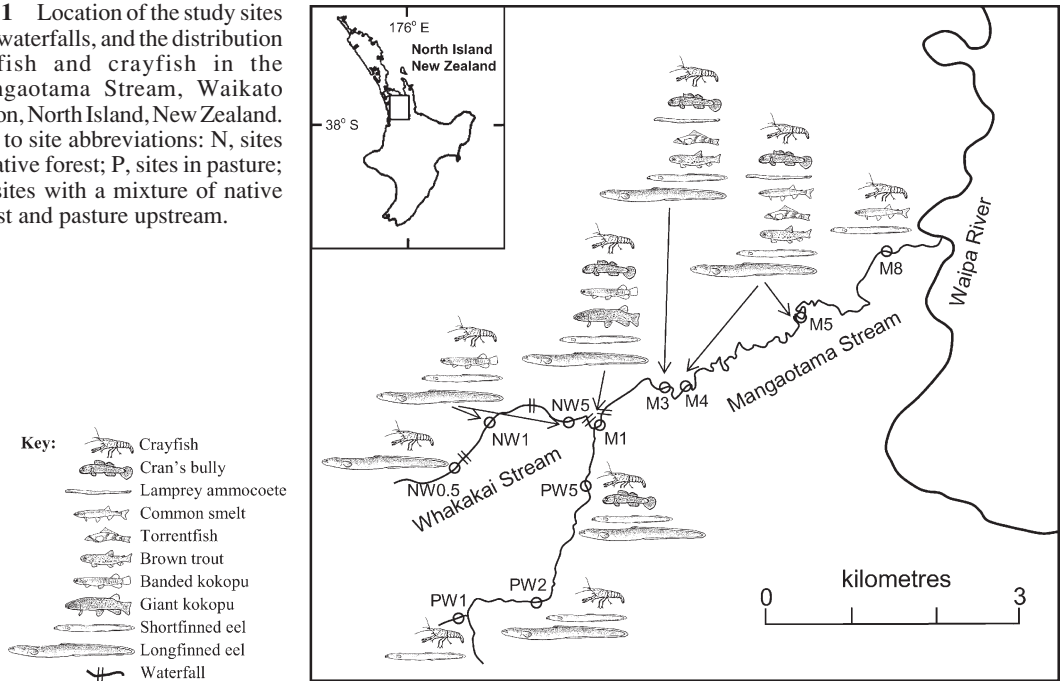 1 Location of the study sites
waterfalls, and the distribution
fish and crayfish in the
ngaotama Stream, Waikato
on, North Island, New Zealand.
to site abbreviations: N, sites
ative forest; P, sites in pasture;
sites with a mixture of native
st and pasture upstream.
176° E
North Island
New Zealand
38° S
Waipa River
M8
M5
Mangaotama Stream
M3
M4
NW5
M1
NW1
NW0.5
Whakakai Stream
PW5
PW2
PW1
kilometres
0
3
Key:
Crayfish
Cran's bully
Lamprey ammocoete
Common smelt
Torrentfish
Brown trout
Banded kokopu
Giant kokopu
Shortfinned eel
Longfinned eel
Waterfall